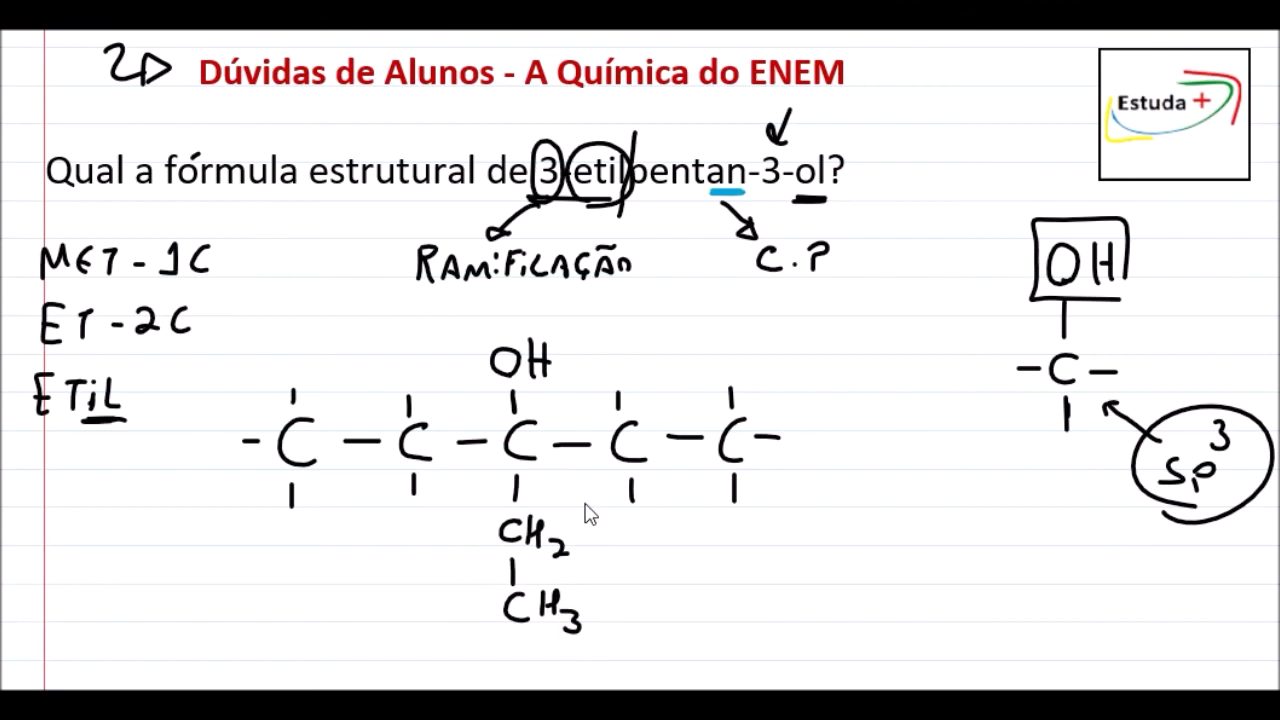 2
Dúvidas de Alunos - A Química do ENEM
Estuda +
Qual a fórmula estrutural de 3-etilpentan-3-ol?
MET - 1C
RAMiFiCAÇÃO
C.P
OH
ET - 2C
OH
- C -
ETiL
- C - C - C - C - C -
sp3
CH2
CH3